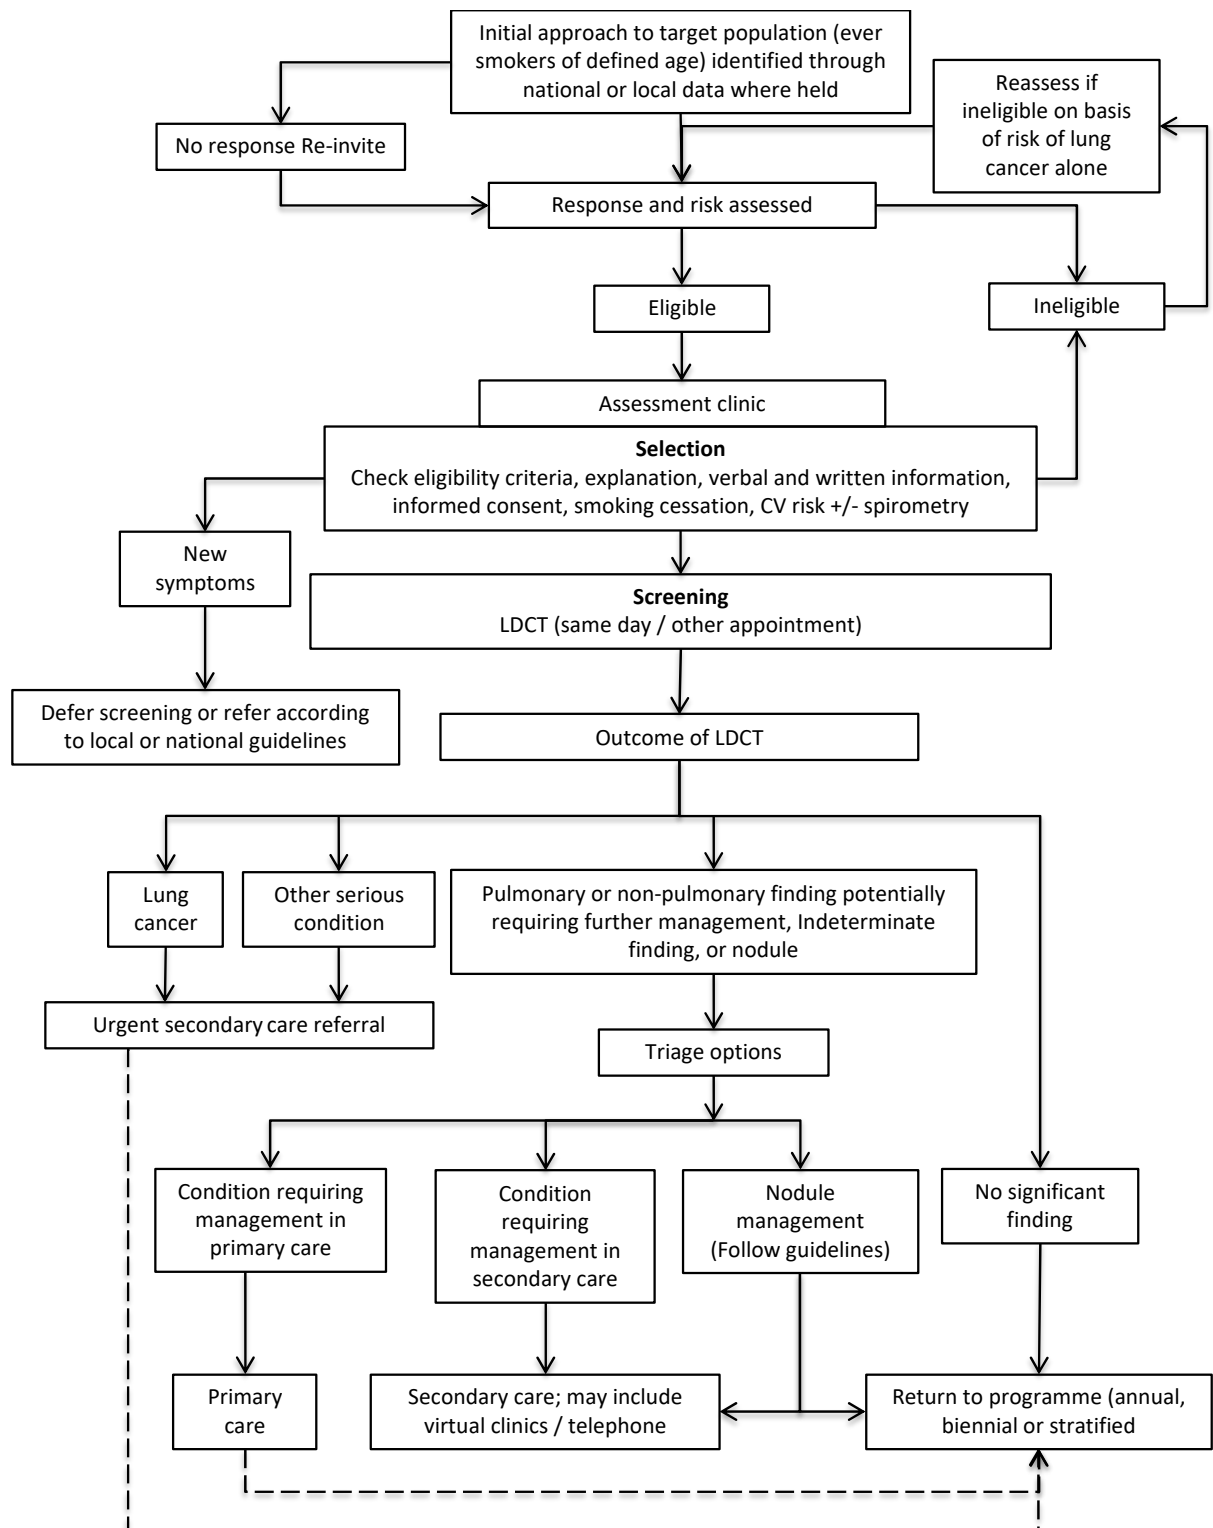 Initial approach to target population (ever
smokers of defined age) identified through
national or local data where held
Reassess if
ineligible on basis
of risk of lung
cancer alone
No response Re-invite
Response and risk assessed
Eligible
Ineligible
Assessment clinic
Selection
Check eligibility criteria, explanation, verbal and written information,
informed consent, smoking cessation, CV risk +/- spirometry
New
symptoms
Screening
LDCT (same day / other appointment)
Defer screening or refer according
to local or national guidelines
Outcome of LDCT
Lung
cancer
Other serious
condition
Pulmonary or non-pulmonary finding potentially
requiring further management, Indeterminate
finding, or nodule
Urgent secondary care referral
Triage options
Condition requiring
management in
primary care
Condition
requiring
management in
secondary care
Nodule
management
(Follow guidelines)
No significant
finding
Primary
care
Secondary care; may include
virtual clinics / telephone
Return to programme (annual,
biennial or stratified